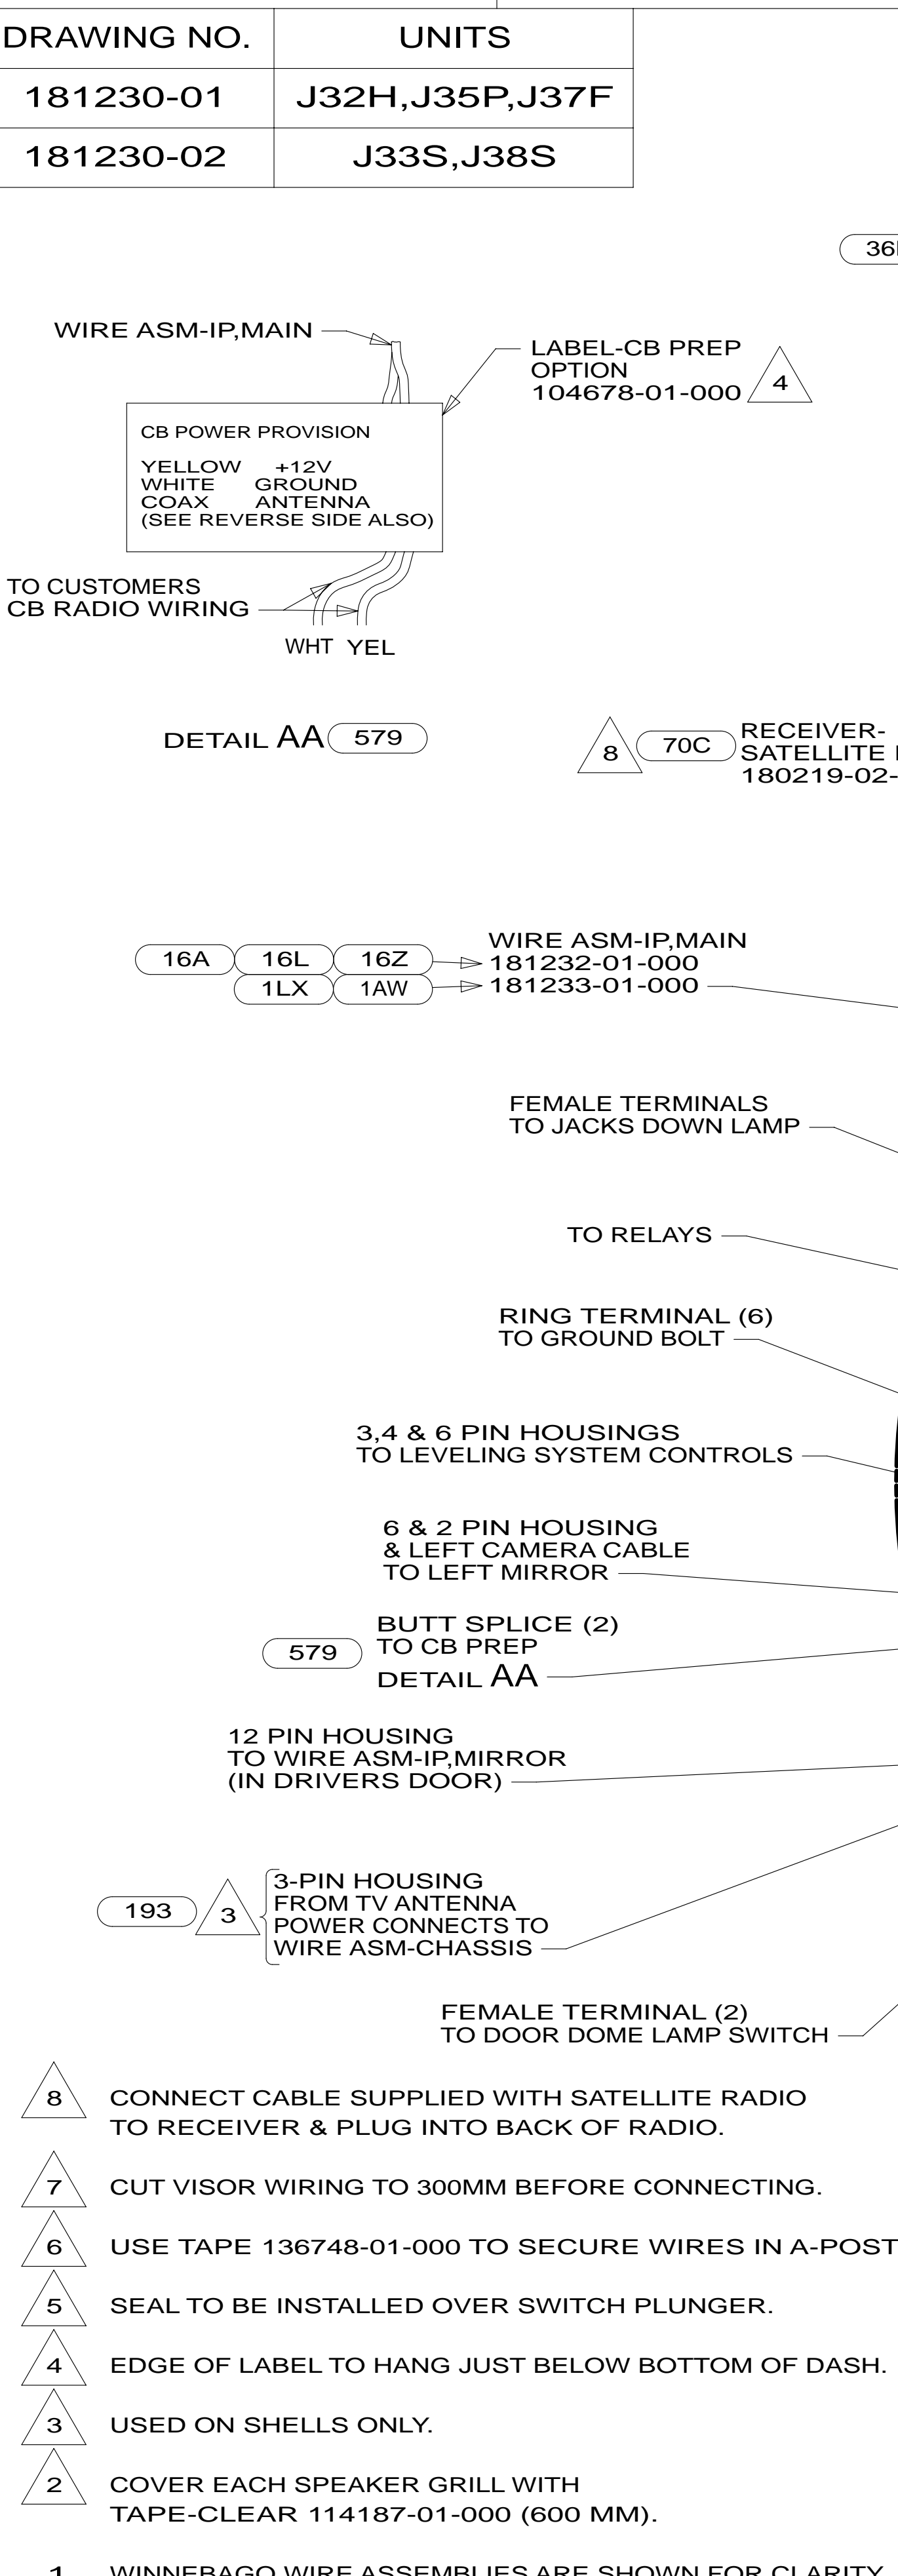 DRAWING NO. UNITS
181230-01 J32H,J35P,J37F
181230-02 J33S,J38S
WIRE ASM-IP,MAIN
LABEL-CB PREP
OPTION
104678-01-000 4
CB POWER PROVISION
YELLOW +12V
WHITE GROUND
COAX ANTENNA
(SEE REVERSE SIDE ALSO)
TO CUSTOMERS
CB RADIO WIRING
WHT YEL
DETAIL AA 579
8 70C
RECEIVER-
SATELLITE
180219-02-
16A 16L 16Z
1LX 1AW
WIRE ASM-IP,MAIN
181232-01-000
181233-01-000
FEMALE TERMINALS
TO JACKS DOWN LAMP
TO RELAYS
RING TERMINAL (6)
TO GROUND BOLT
3,4 & 6 PIN HOUSINGS
TO LEVELING SYSTEM CONTROLS
6 & 2 PIN HOUSING
& LEFT CAMERA CABLE
TO LEFT MIRROR
579
BUTT SPLICE (2)
TO CB PREP
DETAIL AA
12 PIN HOUSING
TO WIRE ASM-IP,MIRROR
(IN DRIVERS DOOR)
193 3
3-PIN HOUSING
FROM TV ANTENNA
POWER CONNECTS TO
WIRE ASM-CHASSIS
FEMALE TERMINAL (2)
TO DOOR DOME LAMP SWITCH
8 CONNECT CABLE SUPPLIED WITH SATELLITE RADIO
TO RECEIVER & PLUG INTO BACK OF RADIO.
7 CUT VISOR WIRING TO 300MM BEFORE CONNECTING.
6 USE TAPE 136748-01-000 TO SECURE WIRES IN A-POST
5 SEAL TO BE INSTALLED OVER SWITCH PLUNGER.
4 EDGE OF LABEL TO HANG JUST BELOW BOTTOM OF DASH.
3 USED ON SHELLS ONLY.
2 COVER EACH SPEAKER GRILL WITH
TAPE-CLEAR 114187-01-000 (600 MM).
1 WINNEBAGO WIRE ASSEMBLIES ARE SHOWN FOR CLARITY